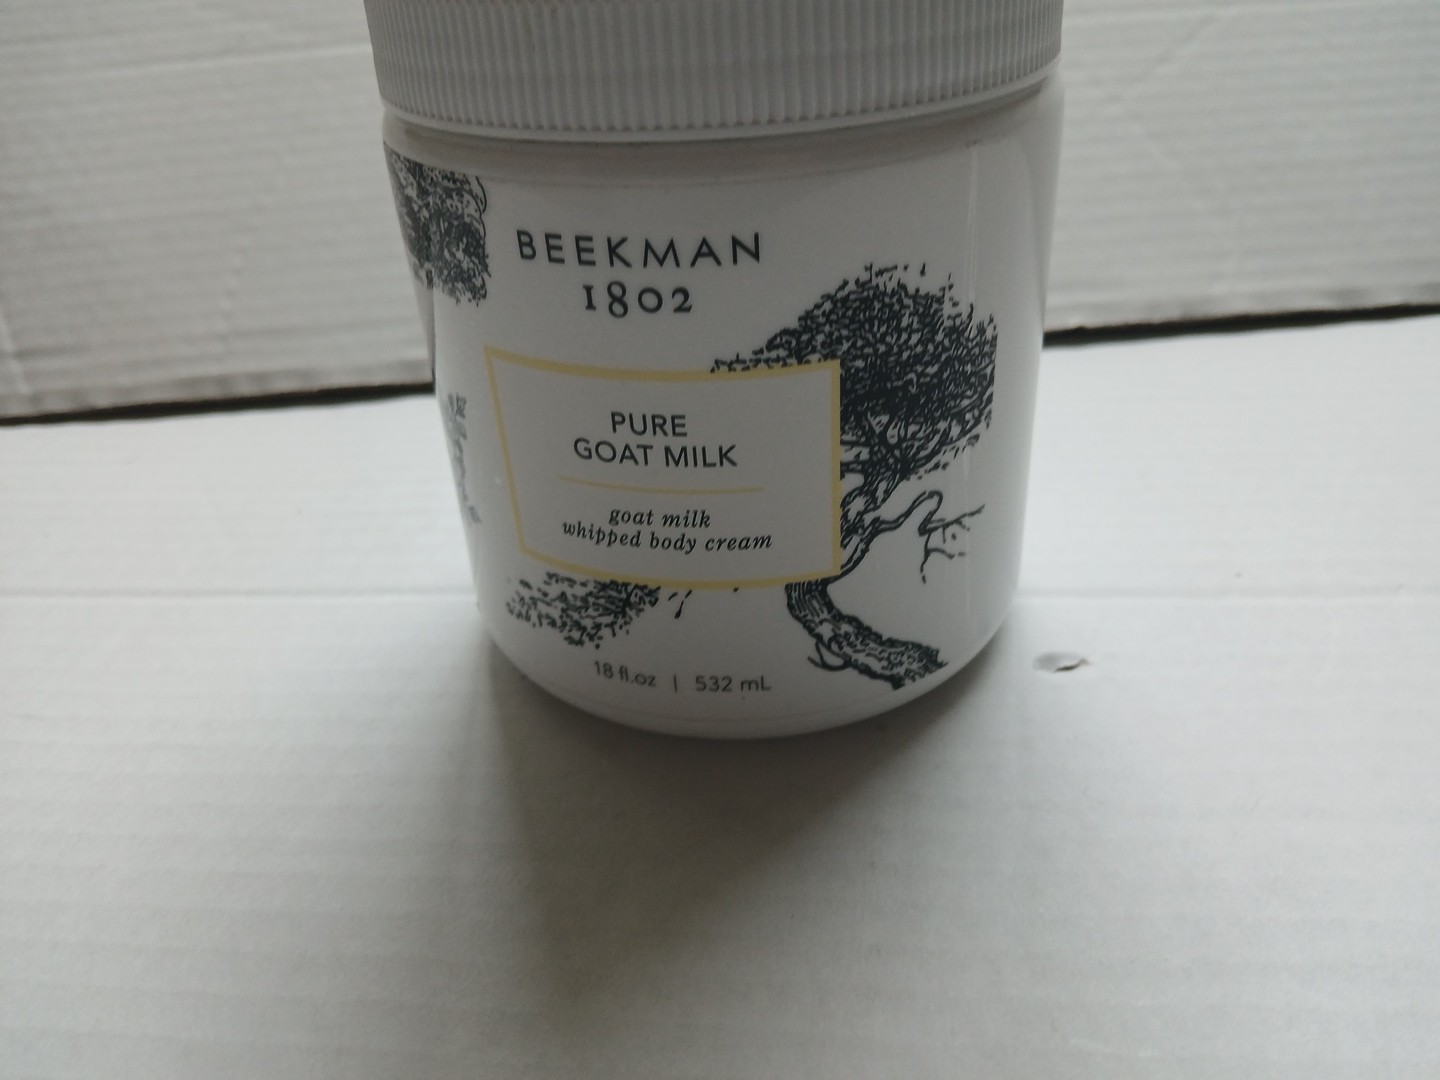 BEEKMAN
1802
PURE
GOAT MILK
goat milk
whipped body cream
18 fl.oz | 532 mL